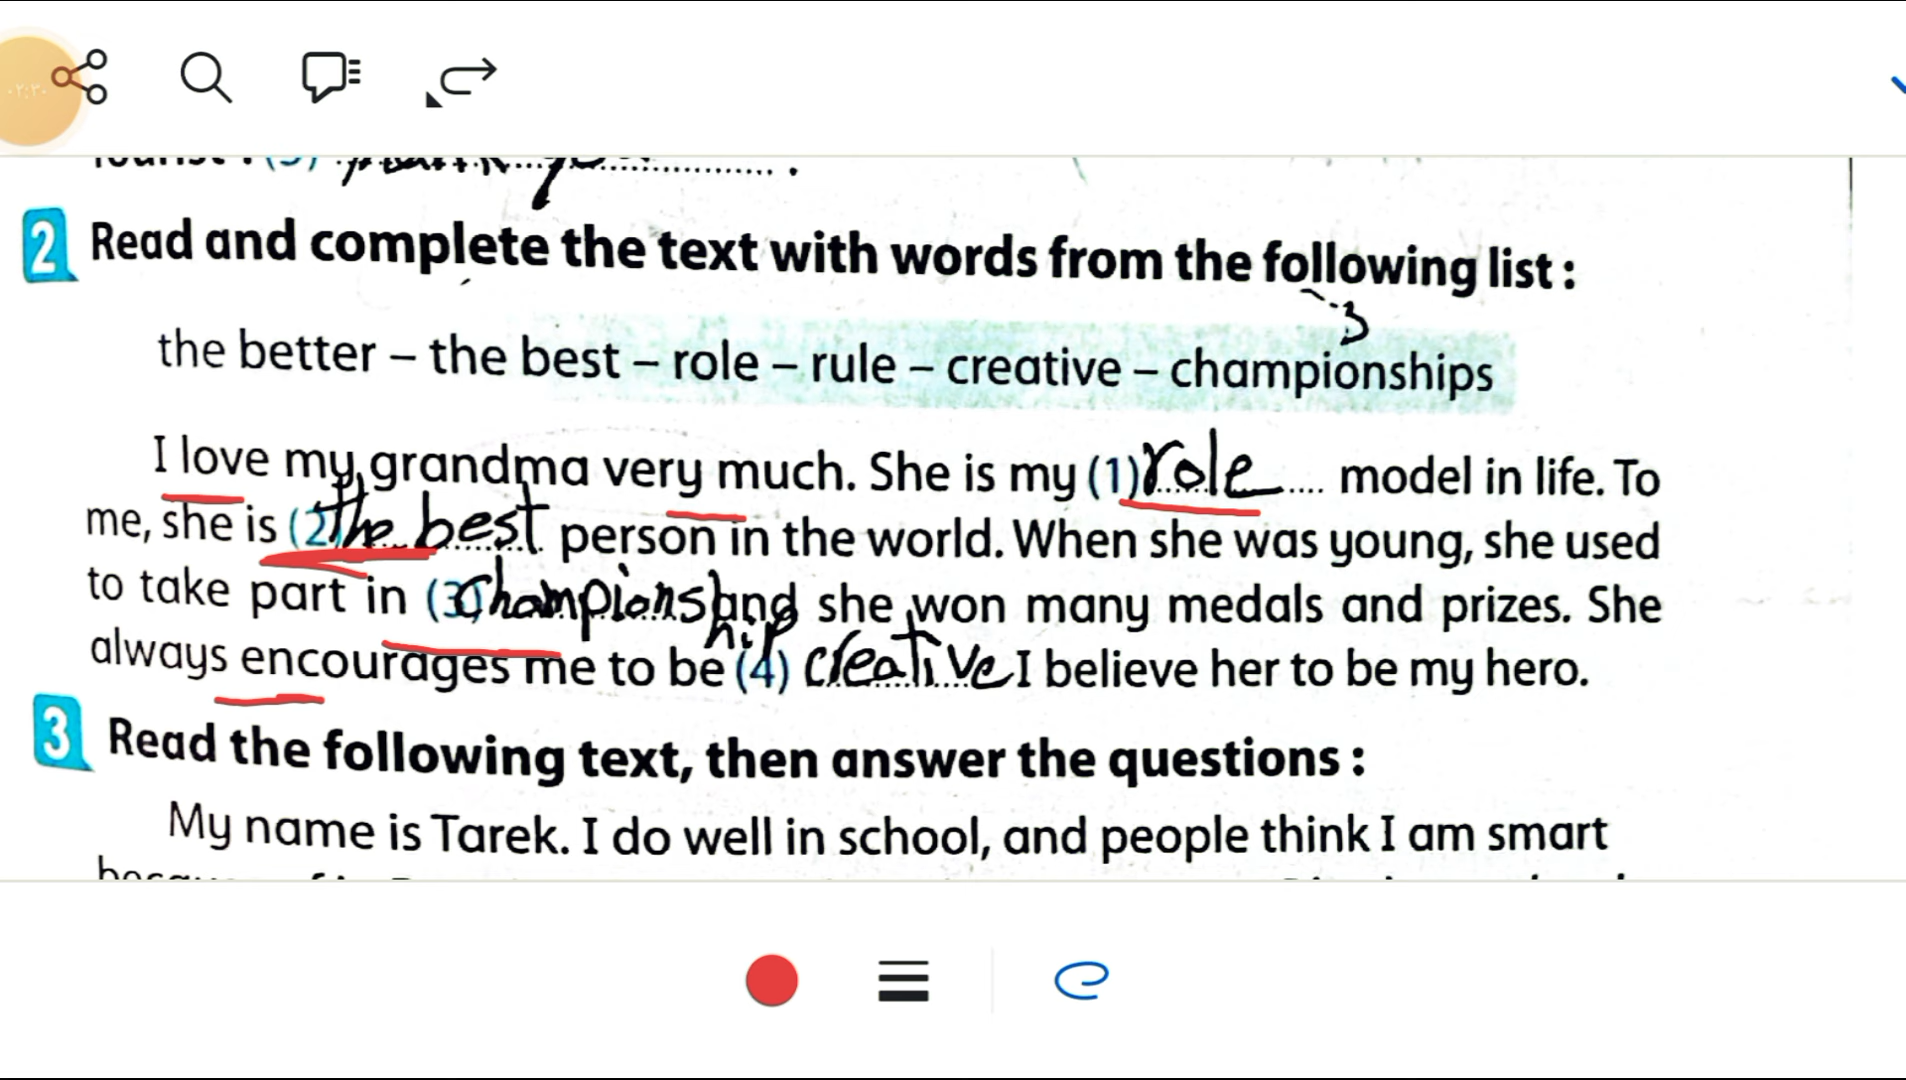 ٠٢:٣٠
2 Read and complete the text with words from the following list :
the better – the best – role – rule – creative – championships
I love my grandma very much. She is my (1) role model in life. To
me, she is (2) the best person in the world. When she was young, she used
to take part in (3) championship and she won many medals and prizes. She
always encourages me to be (4) creative I believe her to be my hero.
3 Read the following text, then answer the questions :
My name is Tarek. I do well in school, and people think I am smart